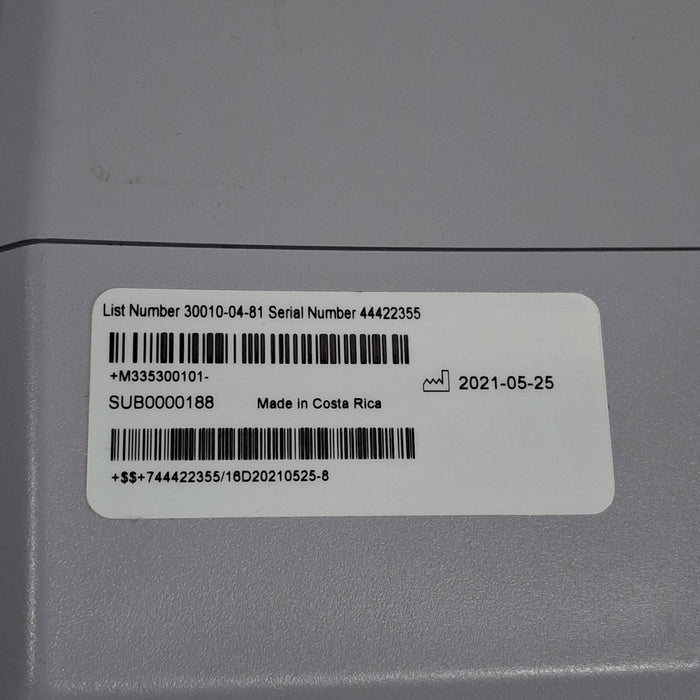 List Number 30010-04-81 Serial Number 44422355
+M335300101-
SUB0000188 Made in Costa Rica
2021-05-25
+$$+744422355/16D20210525-8